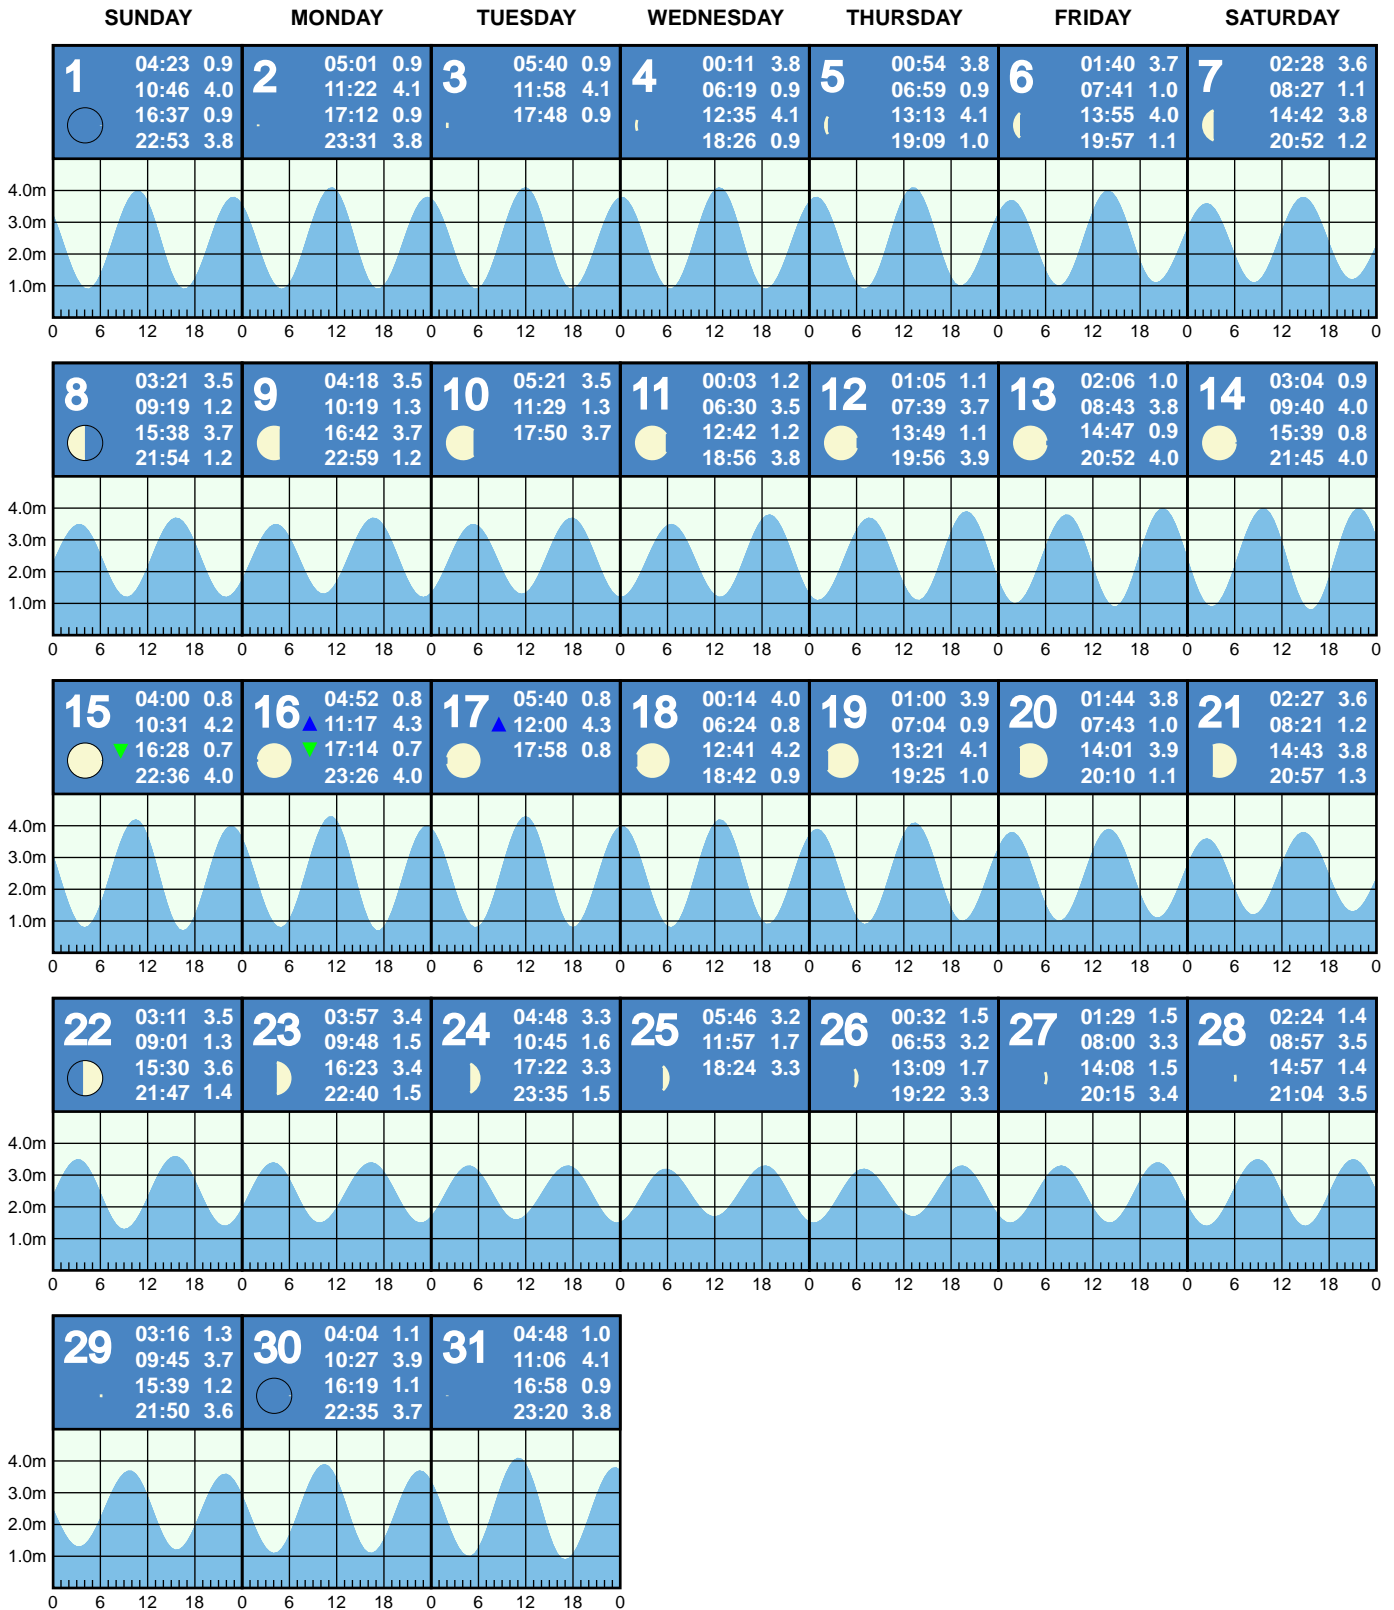 SUNDAY MONDAY TUESDAY WEDNESDAY THURSDAY FRIDAY SATURDAY
1 04:23 0.9
10:46 4.0
16:37 0.9
22:53 3.8
2 05:01 0.9
11:22 4.1
17:12 0.9
23:31 3.8
3 05:40 0.9
11:58 4.1
17:48 0.9
4 00:11 3.8
06:19 0.9
12:35 4.1
18:26 0.9
5 00:54 3.8
06:59 0.9
13:13 4.1
19:09 1.0
6 01:40 3.7
07:41 1.0
13:55 4.0
19:57 1.1
7 02:28 3.6
08:27 1.1
14:42 3.8
20:52 1.2
4.0m
3.0m
2.0m
1.0m
0 6 12 18 0 6 12 18 0 6 12 18 0 6 12 18 0 6 12 18 0 6 12 18 0 6 12 18 0
8 03:21 3.5
09:19 1.2
15:38 3.7
21:54 1.2
9 04:18 3.5
10:19 1.3
16:42 3.7
22:59 1.2
10 05:21 3.5
11:29 1.3
17:50 3.7
11 00:03 1.2
06:30 3.5
12:42 1.2
18:56 3.8
12 01:05 1.1
07:39 3.7
13:49 1.1
19:56 3.9
13 02:06 1.0
08:43 3.8
14:47 0.9
20:52 4.0
14 03:04 0.9
09:40 4.0
15:39 0.8
21:45 4.0
4.0m
3.0m
2.0m
1.0m
0 6 12 18 0 6 12 18 0 6 12 18 0 6 12 18 0 6 12 18 0 6 12 18 0 6 12 18 0
15 04:00 0.8
10:31 4.2
16:28 0.7
22:36 4.0
16 04:52 0.8
11:17 4.3
17:14 0.7
23:26 4.0
17 05:40 0.8
12:00 4.3
17:58 0.8
18 00:14 4.0
06:24 0.8
12:41 4.2
18:42 0.9
19 01:00 3.9
07:04 0.9
13:21 4.1
19:25 1.0
20 01:44 3.8
07:43 1.0
14:01 3.9
20:10 1.1
21 02:27 3.6
08:21 1.2
14:43 3.8
20:57 1.3
4.0m
3.0m
2.0m
1.0m
0 6 12 18 0 6 12 18 0 6 12 18 0 6 12 18 0 6 12 18 0 6 12 18 0 6 12 18 0
22 03:11 3.5
09:01 1.3
15:30 3.6
21:47 1.4
23 03:57 3.4
09:48 1.5
16:23 3.4
22:40 1.5
24 04:48 3.3
10:45 1.6
17:22 3.3
23:35 1.5
25 05:46 3.2
11:57 1.7
18:24 3.3
26 00:32 1.5
06:53 3.2
13:09 1.7
19:22 3.3
27 01:29 1.5
08:00 3.3
14:08 1.5
20:15 3.4
28 02:24 1.4
08:57 3.5
14:57 1.4
21:04 3.5
4.0m
3.0m
2.0m
1.0m
0 6 12 18 0 6 12 18 0 6 12 18 0 6 12 18 0 6 12 18 0 6 12 18 0 6 12 18 0
29 03:16 1.3
09:45 3.7
15:39 1.2
21:50 3.6
30 04:04 1.1
10:27 3.9
16:19 1.1
22:35 3.7
31 04:48 1.0
11:06 4.1
16:58 0.9
23:20 3.8
4.0m
3.0m
2.0m
1.0m
0 6 12 18 0 6 12 18 0 6 12 18 0